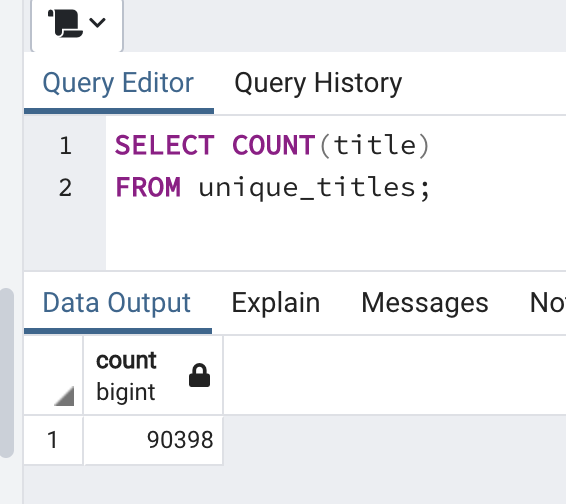 Query Editor Query History
1 SELECT COUNT(title)
2 FROM unique_titles;
Data Output Explain Messages No
count
bigint
1 90398